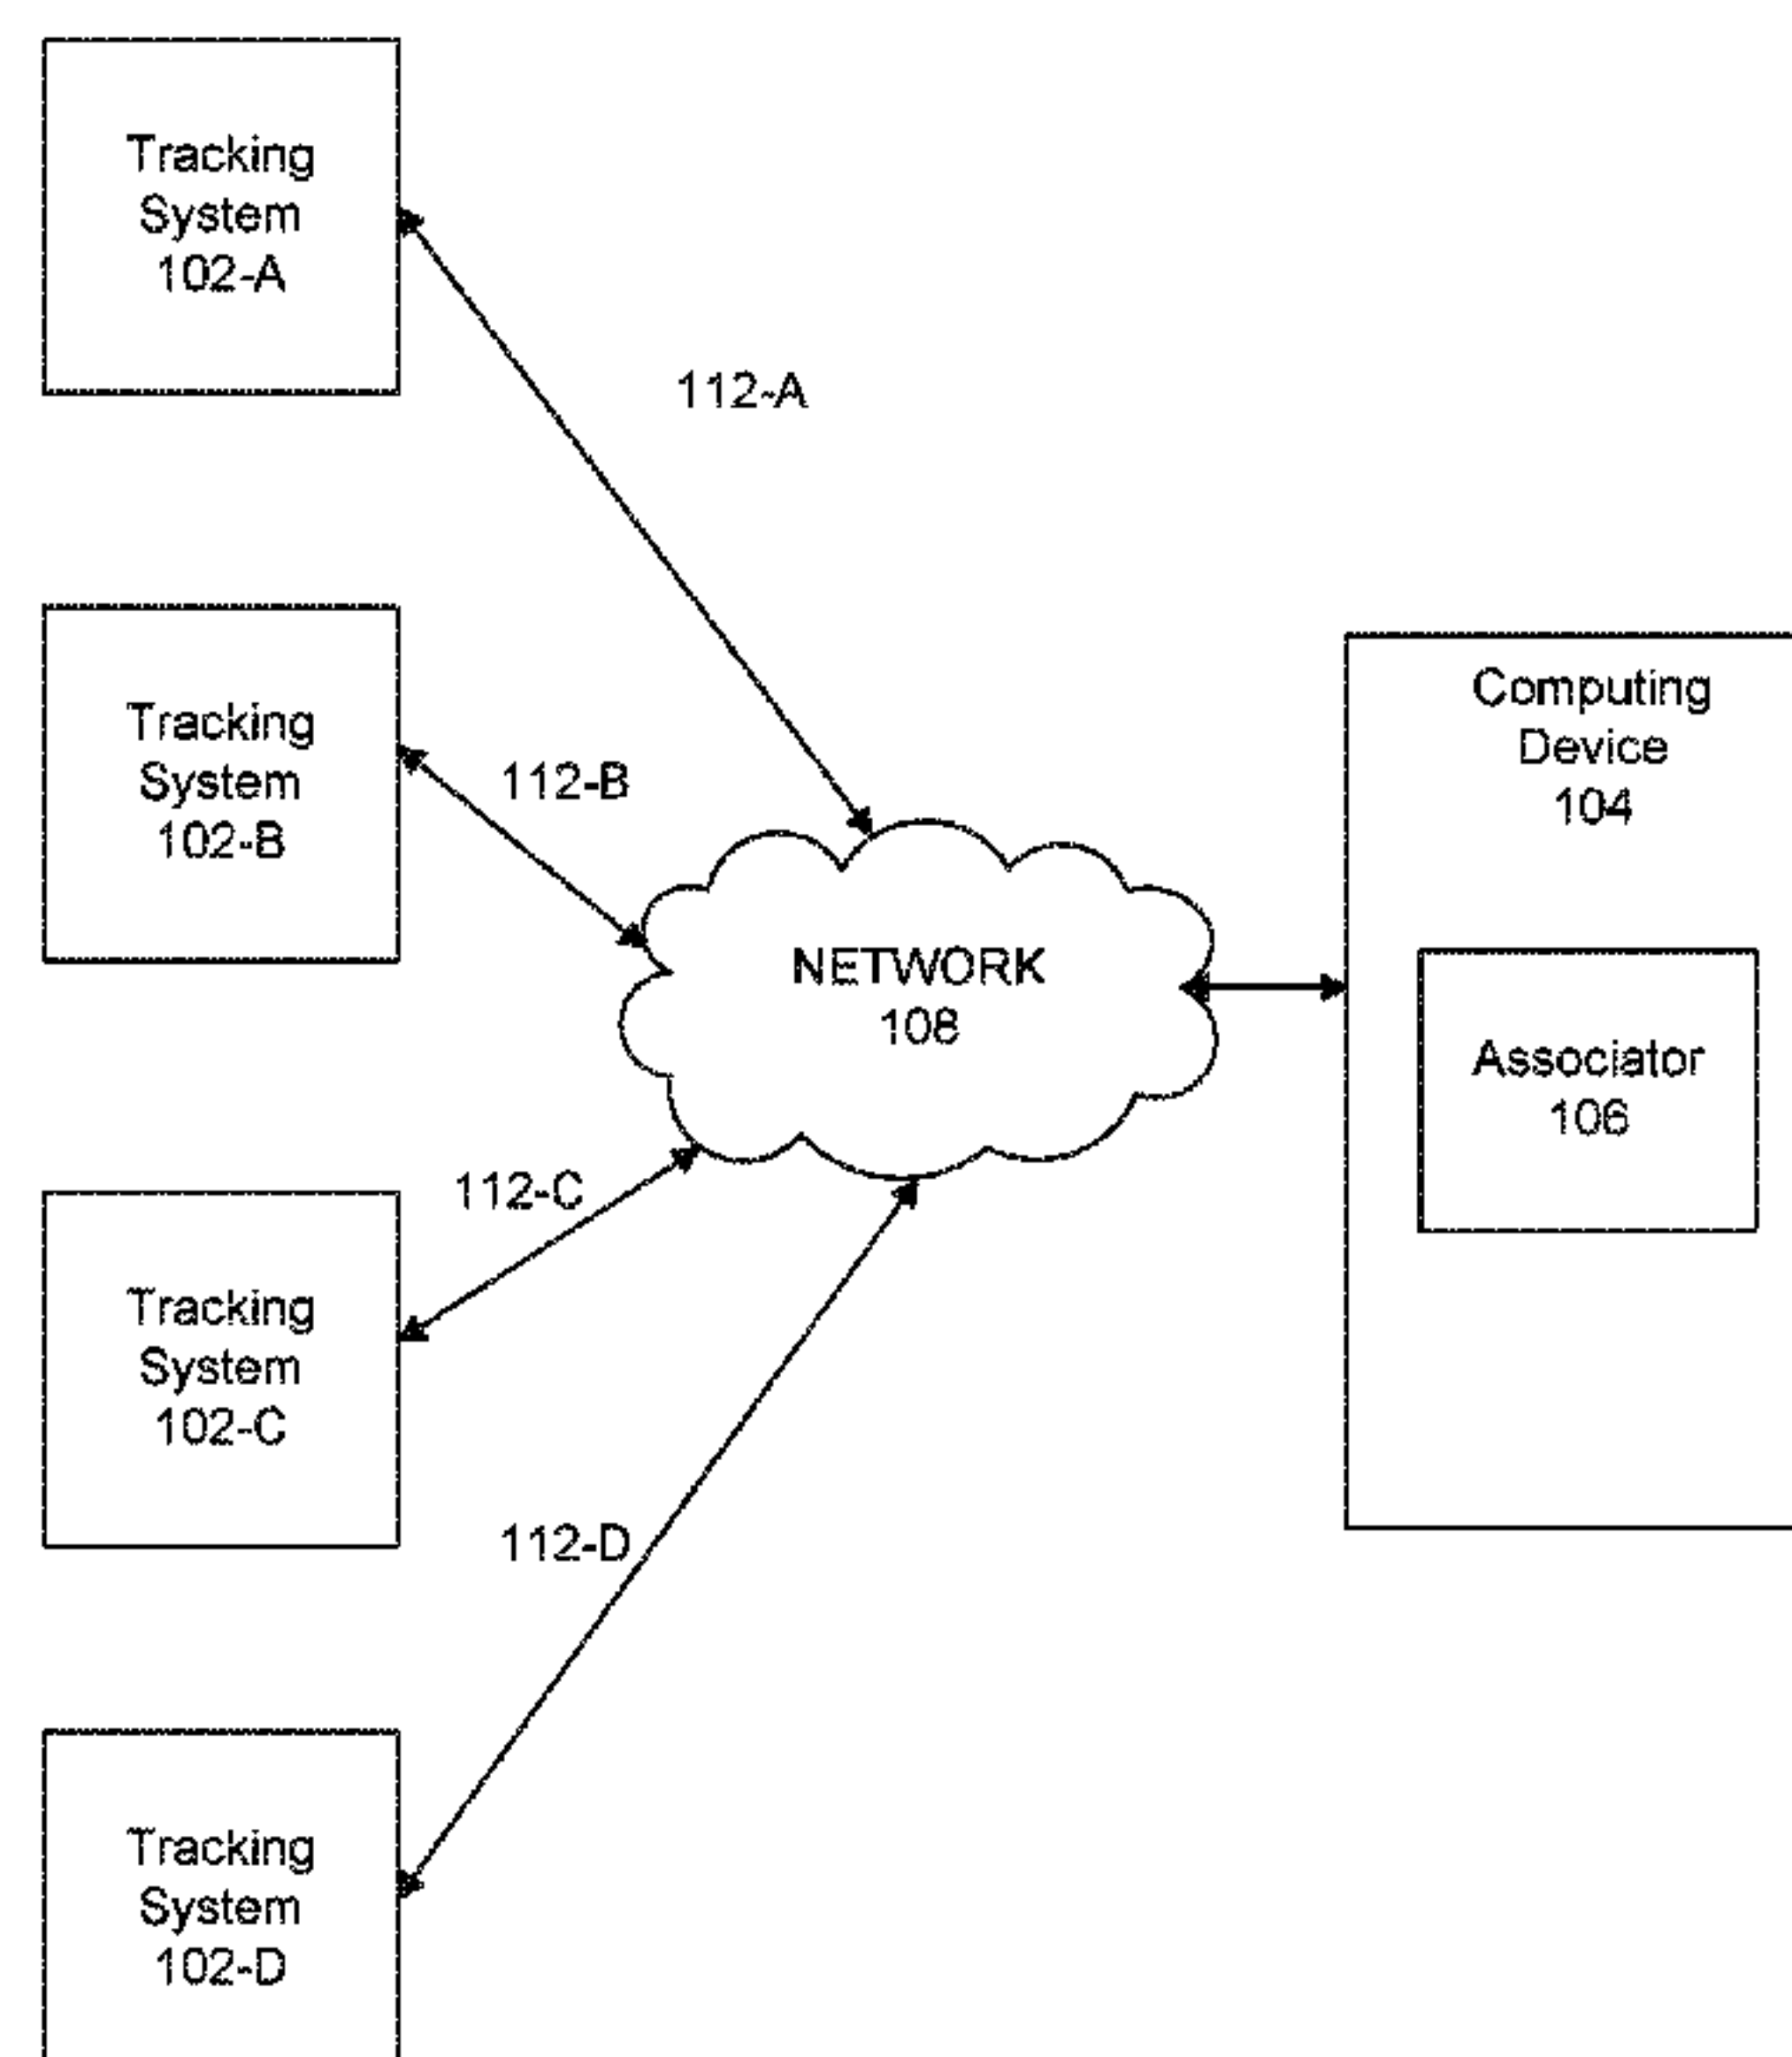 Tracking
System
102-A
112-A
Tracking
System
102-B
112-B
Computing
Device
104
NETWORK
108
Associator
106
112-C
Tracking
System
102-C
112-D
Tracking
System
102-D